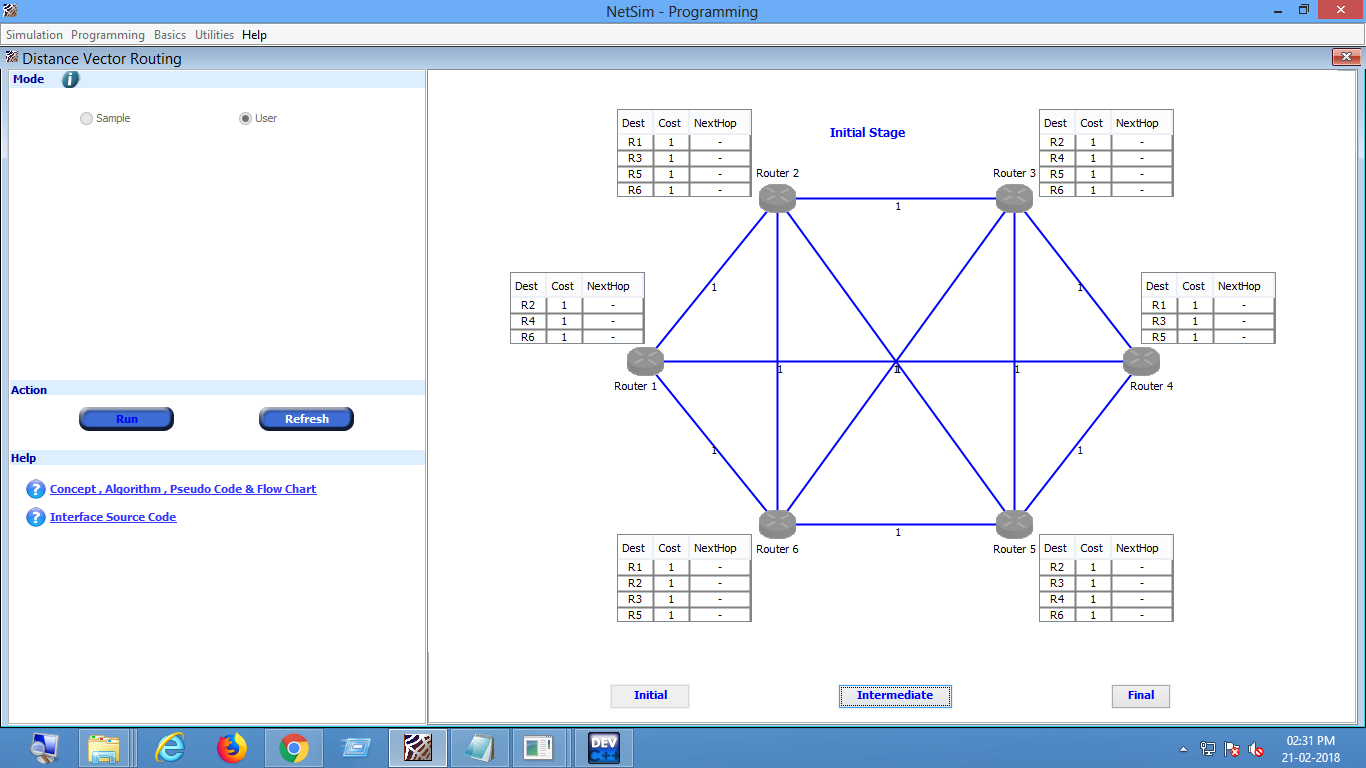 NetSim - Programming
Simulation Programming Basics Utilities Help
Distance Vector Routing
Mode
Sample
User
Action
Run
Refresh
Help
Concept , Algorithm , Pseudo Code & Flow Chart
Interface Source Code
Initial Stage
Dest Cost NextHop
R1 1 -
R3 1 -
R5 1 -
R6 1 -
Router 2
Dest Cost NextHop
R2 1 -
R4 1 -
R5 1 -
R6 1 -
Router 3
1
Dest Cost NextHop
R2 1 -
R4 1 -
R6 1 -
Router 1
1
1
Dest Cost NextHop
R1 1 -
R3 1 -
R5 1 -
Router 4
1
1
1
1
Dest Cost NextHop
R1 1 -
R2 1 -
R3 1 -
R5 1 -
Router 6
1
Router 5
Dest Cost NextHop
R2 1 -
R3 1 -
R4 1 -
R6 1 -
Initial
Intermediate
Final
DEV
C++
02:31 PM
21-02-2018